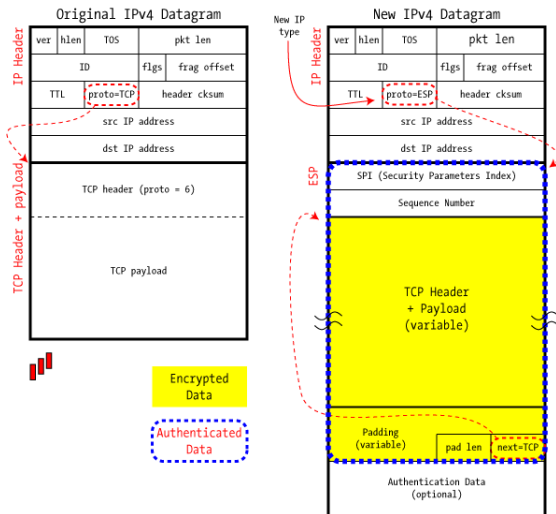 Original IPv4 Datagram
IP Header
ver hlen TOS pkt len
ID flgs frag offset
TTL proto=TCP header cksum
src IP address
dst IP address
TCP Header + payload
TCP header (proto = 6)
TCP payload
Encrypted
Data
Authenticated
Data
New IPv4 Datagram
New IP
type
IP Header
ver hlen TOS pkt len
ID flgs frag offset
TTL proto=ESP header cksum
src IP address
dst IP address
ESP
SPI (Security Parameters Index)
Sequence Number
TCP Header
+ Payload
(variable)
Padding
(variable)
pad len next=TCP
Authentication Data
(optional)